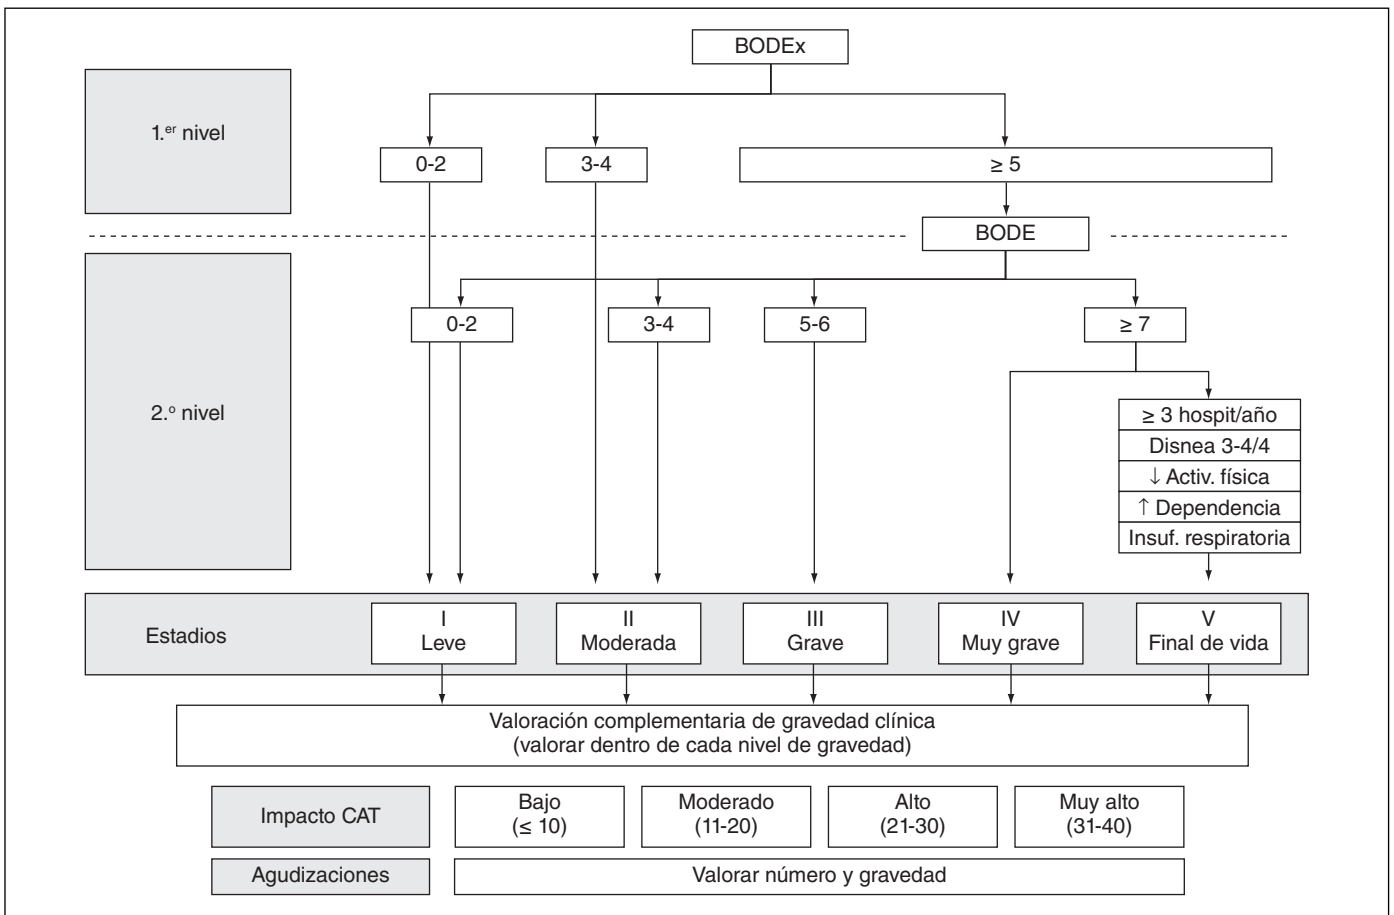 BODEx
1.er nivel
0-2
3-4
≥ 5
BODE
2.º nivel
0-2
3-4
5-6
≥ 7
≥ 3 hospit/año
Disnea 3-4/4
↓ Activ. física
↑ Dependencia
Insuf. respiratoria
Estadios
I
Leve
II
Moderada
III
Grave
IV
Muy grave
V
Final de vida
Valoración complementaria de gravedad clínica
(valorar dentro de cada nivel de gravedad)
Impacto CAT
Bajo
(≤ 10)
Moderado
(11-20)
Alto
(21-30)
Muy alto
(31-40)
Agudizaciones
Valorar número y gravedad